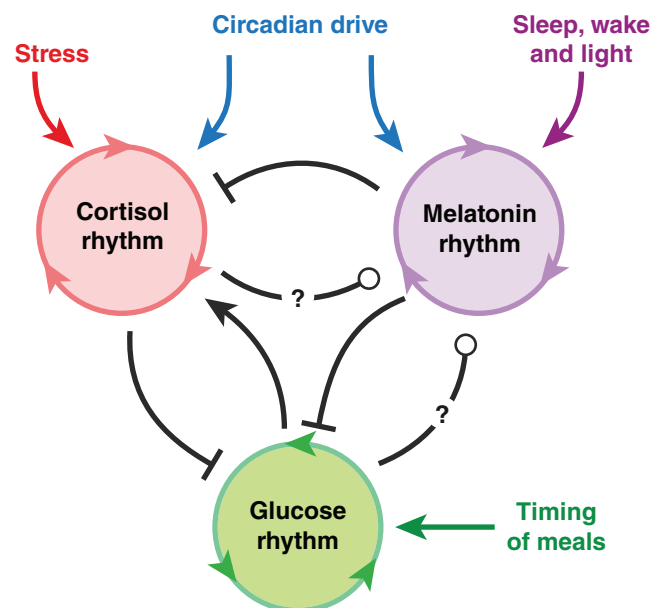 Circadian drive
Stress
Sleep, wake
and light
Cortisol
rhythm
Melatonin
rhythm
?
?
Glucose
rhythm
Timing
of meals